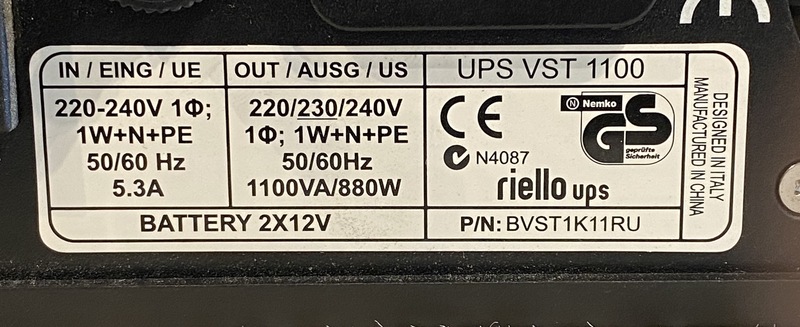 IN / EING / UE
220-240V 1Φ;
1W+N+PE
50/60 Hz
5.3A
OUT / AUSG / US
220/230/240V
1Φ; 1W+N+PE
50/60Hz
1100VA/880W
BATTERY 2X12V
UPS VST 1100
CE
N4087
N Nemko
GS
geprüfte
Sicherheit
riello ups
P/N: BVST1K11RU
DESIGNED IN ITALY
MANUFACTURED IN CHINA
CE